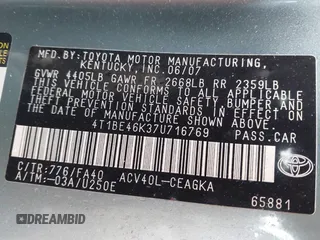 MFD. BY: TOYOTA MOTOR MANUFACTURING,
KENTUCKY, INC. 06/07
GVWR 4405LB GAWR FR 2668LB RR 2359LB
THIS VEHICLE CONFORMS TO ALL APPLICABLE
FEDERAL MOTOR VEHICLE SAFETY, BUMPER, AND
THEFT PREVENTION STANDARDS IN EFFECT ON
THE DATE OF MANUFACTURE SHOWN ABOVE.
4T1BE46K37U716769
PASS. CAR
C/TR: 776/FA40
A/TM: -03A/U250E
ACV40L-CEAGKA
TOYOTA
65881
DREAMBID